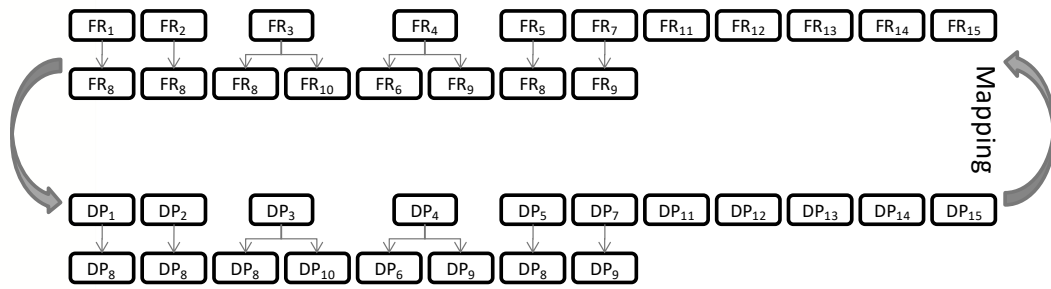 FR₁ FR₂ FR₃ FR₄ FR₅ FR₇ FR₁₁ FR₁₂ FR₁₃ FR₁₄ FR₁₅
FR₈ FR₈ FR₈ FR₁₀ FR₆ FR₉ FR₈ FR₉
Mapping
DP₁ DP₂ DP₃ DP₄ DP₅ DP₇ DP₁₁ DP₁₂ DP₁₃ DP₁₄ DP₁₅
DP₈ DP₈ DP₈ DP₁₀ DP₆ DP₉ DP₈ DP₉